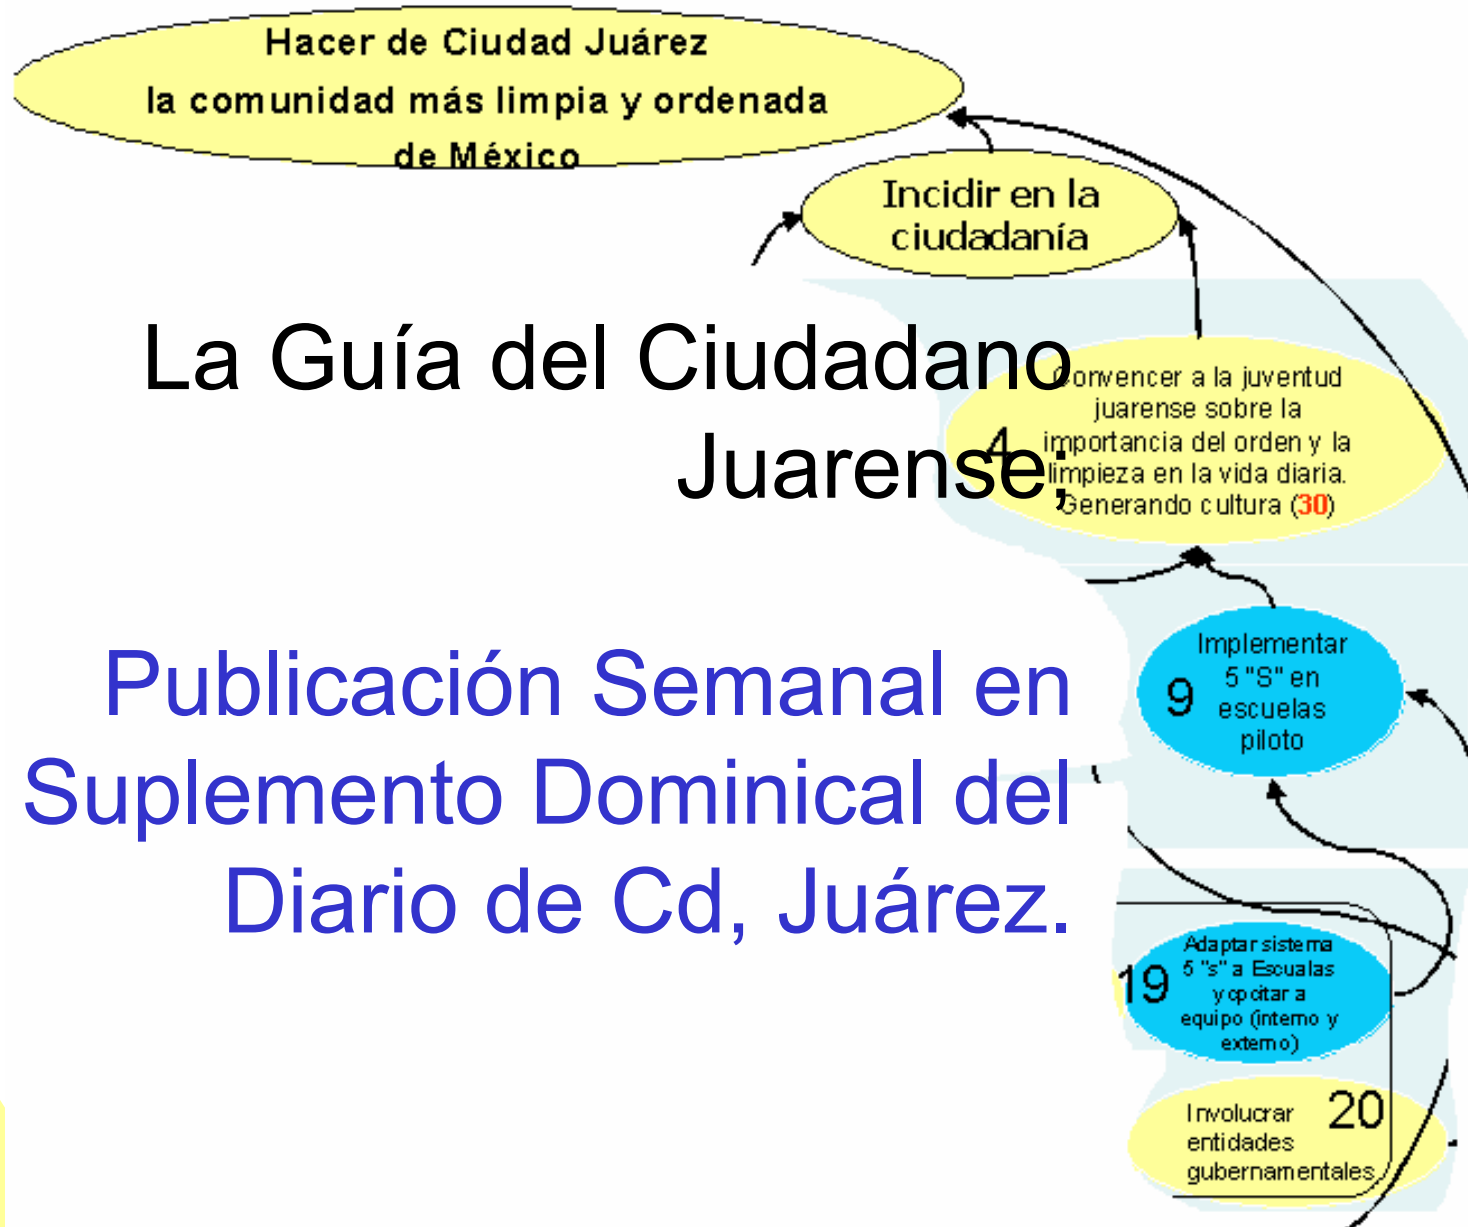 Hacer de Ciudad Juárez
la comunidad más limpia y ordenada
de México
Incidir en la
ciudadanía
La Guía del Ciudadano
Juarense;
Convencer a la juventud
juarense sobre la
importancia del orden y la
limpieza en la vida diaria.
Generando cultura (30)
4
Publicación Semanal en
Suplemento Dominical del
Diario de Cd, Juárez.
Implementar
5 "S" en
escuelas
piloto
9
Adaptar sistema
5 "s" a Escualas
y cpcitar a
equipo (interno y
externo)
19
Involucrar
entidades
gubernamentales
20